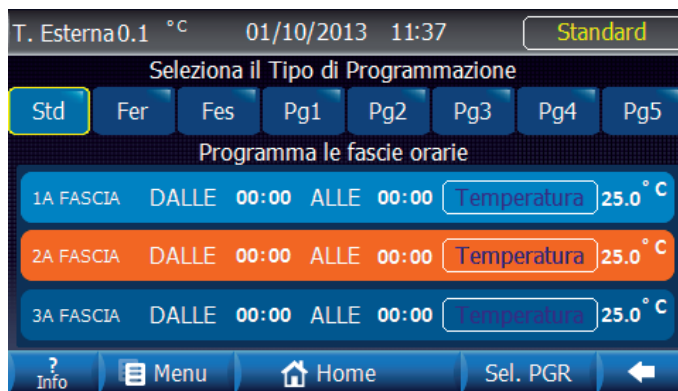 T. Esterna 0.1 °C 01/10/2013 11:37 Standard
Seleziona il Tipo di Programmazione
Std Fer Fes Pg1 Pg2 Pg3 Pg4 Pg5
Programma le fascie orarie
1A FASCIA DALLE 00:00 ALLE 00:00 Temperatura 25.0°C
2A FASCIA DALLE 00:00 ALLE 00:00 Temperatura 25.0°C
3A FASCIA DALLE 00:00 ALLE 00:00 Temperatura 25.0°C
? Info Menu Home Sel. PGR